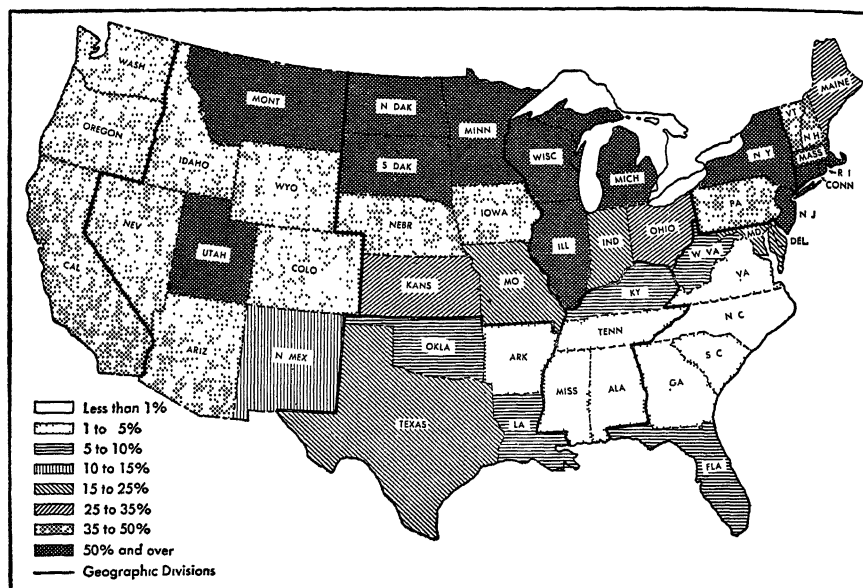 WASH
MONT
N DAK
MINN
MAINE
OREGON
IDAHO
S DAK
WISC
MICH
N Y
VT
N H
MASS
R I
CONN
WYO
NEBR
IOWA
PA
N J
NEV
UTAH
COLO
ILL
IND
OHIO
MD
DEL
CAL
KANS
MO
W VA
VA
KY
ARIZ
N MEX
OKLA
ARK
TENN
N C
S C
MISS
ALA
GA
TEXAS
LA
FLA
Less than 1%
1 to 5%
5 to 10%
10 to 15%
15 to 25%
25 to 35%
35 to 50%
50% and over
Geographic Divisions